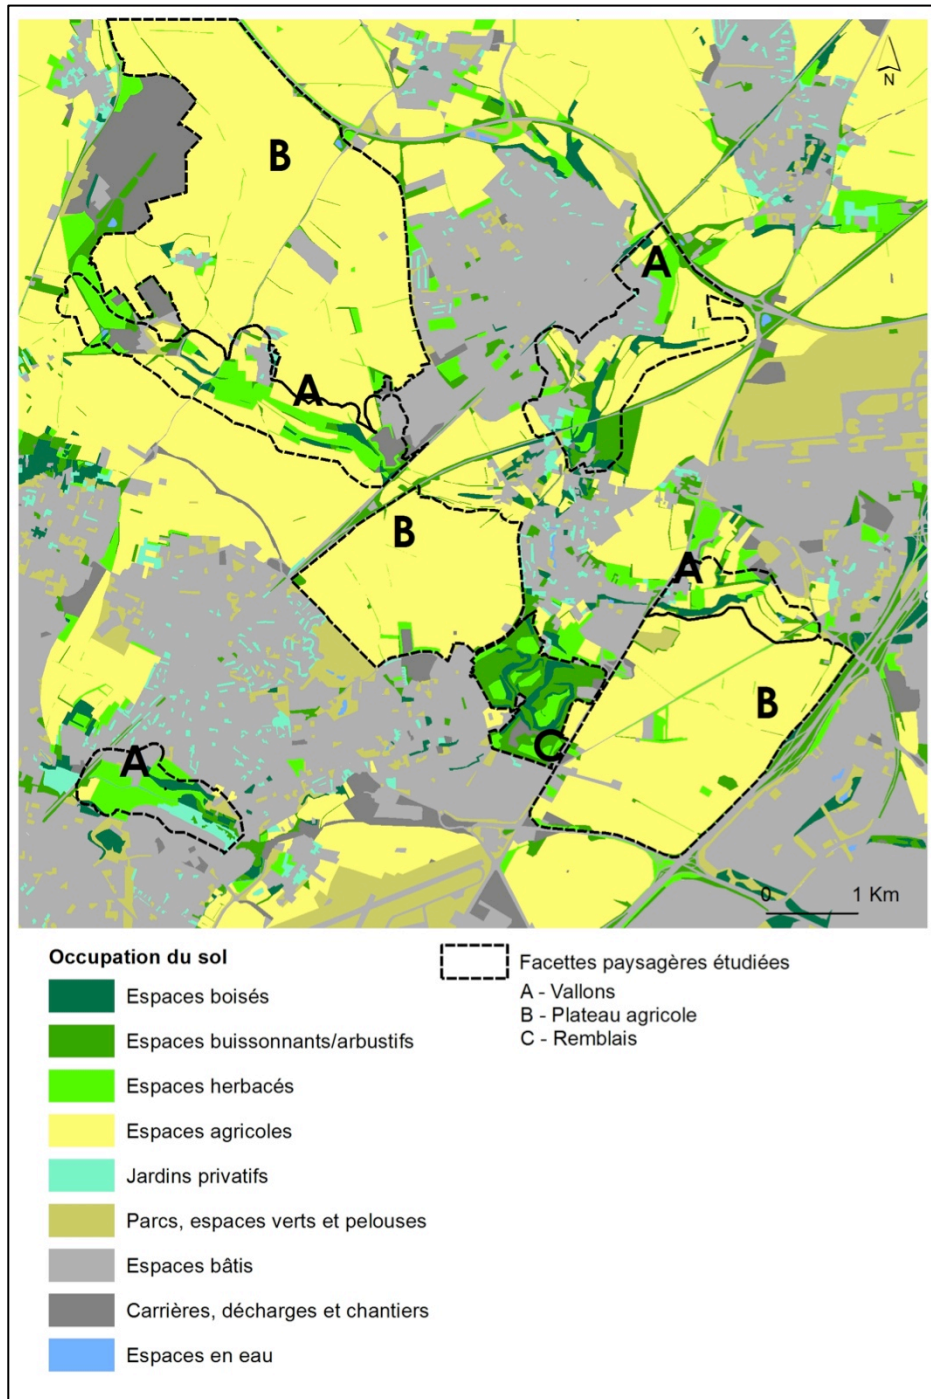 N
B
A
A
B
A
B
A
C
0 1 Km
Occupation du sol
Espaces boisés
Espaces buissonnants/arbustifs
Espaces herbacés
Espaces agricoles
Jardins privatifs
Parcs, espaces verts et pelouses
Espaces bâtis
Carrières, décharges et chantiers
Espaces en eau
Facettes paysagères étudiées
A - Vallons
B - Plateau agricole
C - Remblais